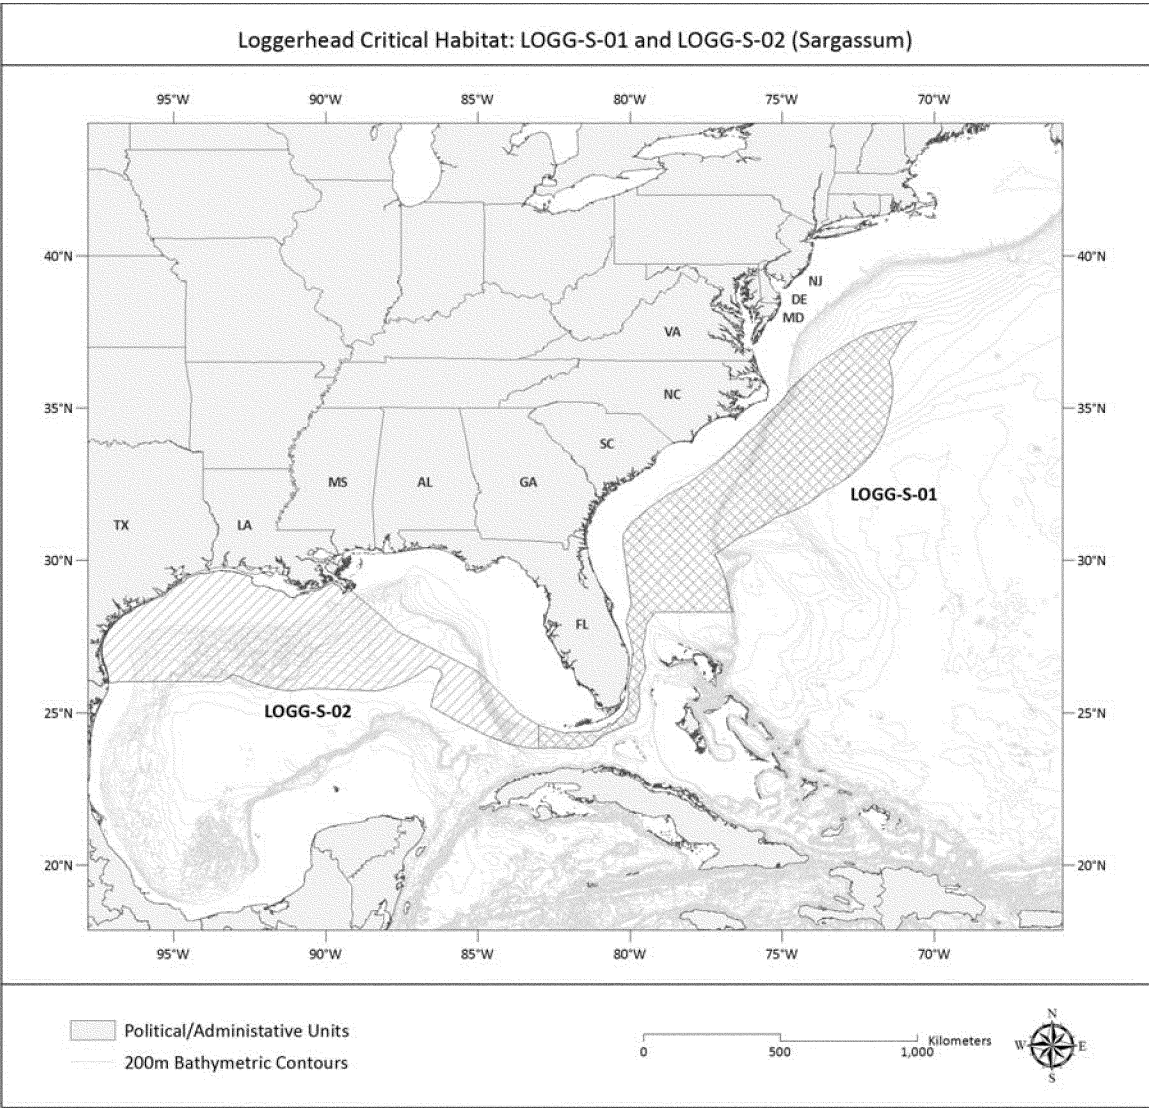 Loggerhead Critical Habitat: LOGG-S-01 and LOGG-S-02 (Sargassum)
95°W 90°W 85°W 80°W 75°W 70°W
40°N 40°N
NJ
DE
MD
VA
NC
35°N 35°N
SC
MS AL GA
LOGG-S-01
TX LA
30°N 30°N
FL
LOGG-S-02
25°N 25°N
20°N 20°N
95°W 90°W 85°W 80°W 75°W 70°W
Political/Administative Units
200m Bathymetric Contours
Kilometers
0 500 1,000
N
W E
S